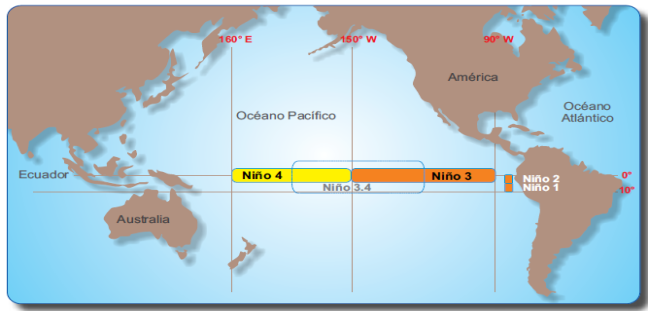 160° E
150° W
90° W
América
Océano Pacífico
Océano
Atlántico
Ecuador
Niño 4
Niño 3
Niño 2
0°
Niño 3.4
Niño 1
10°
Australia